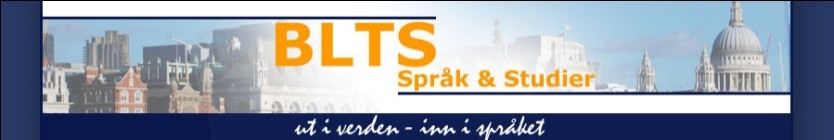 BLTS
Språk & Studier
ut i verden - inn i språket